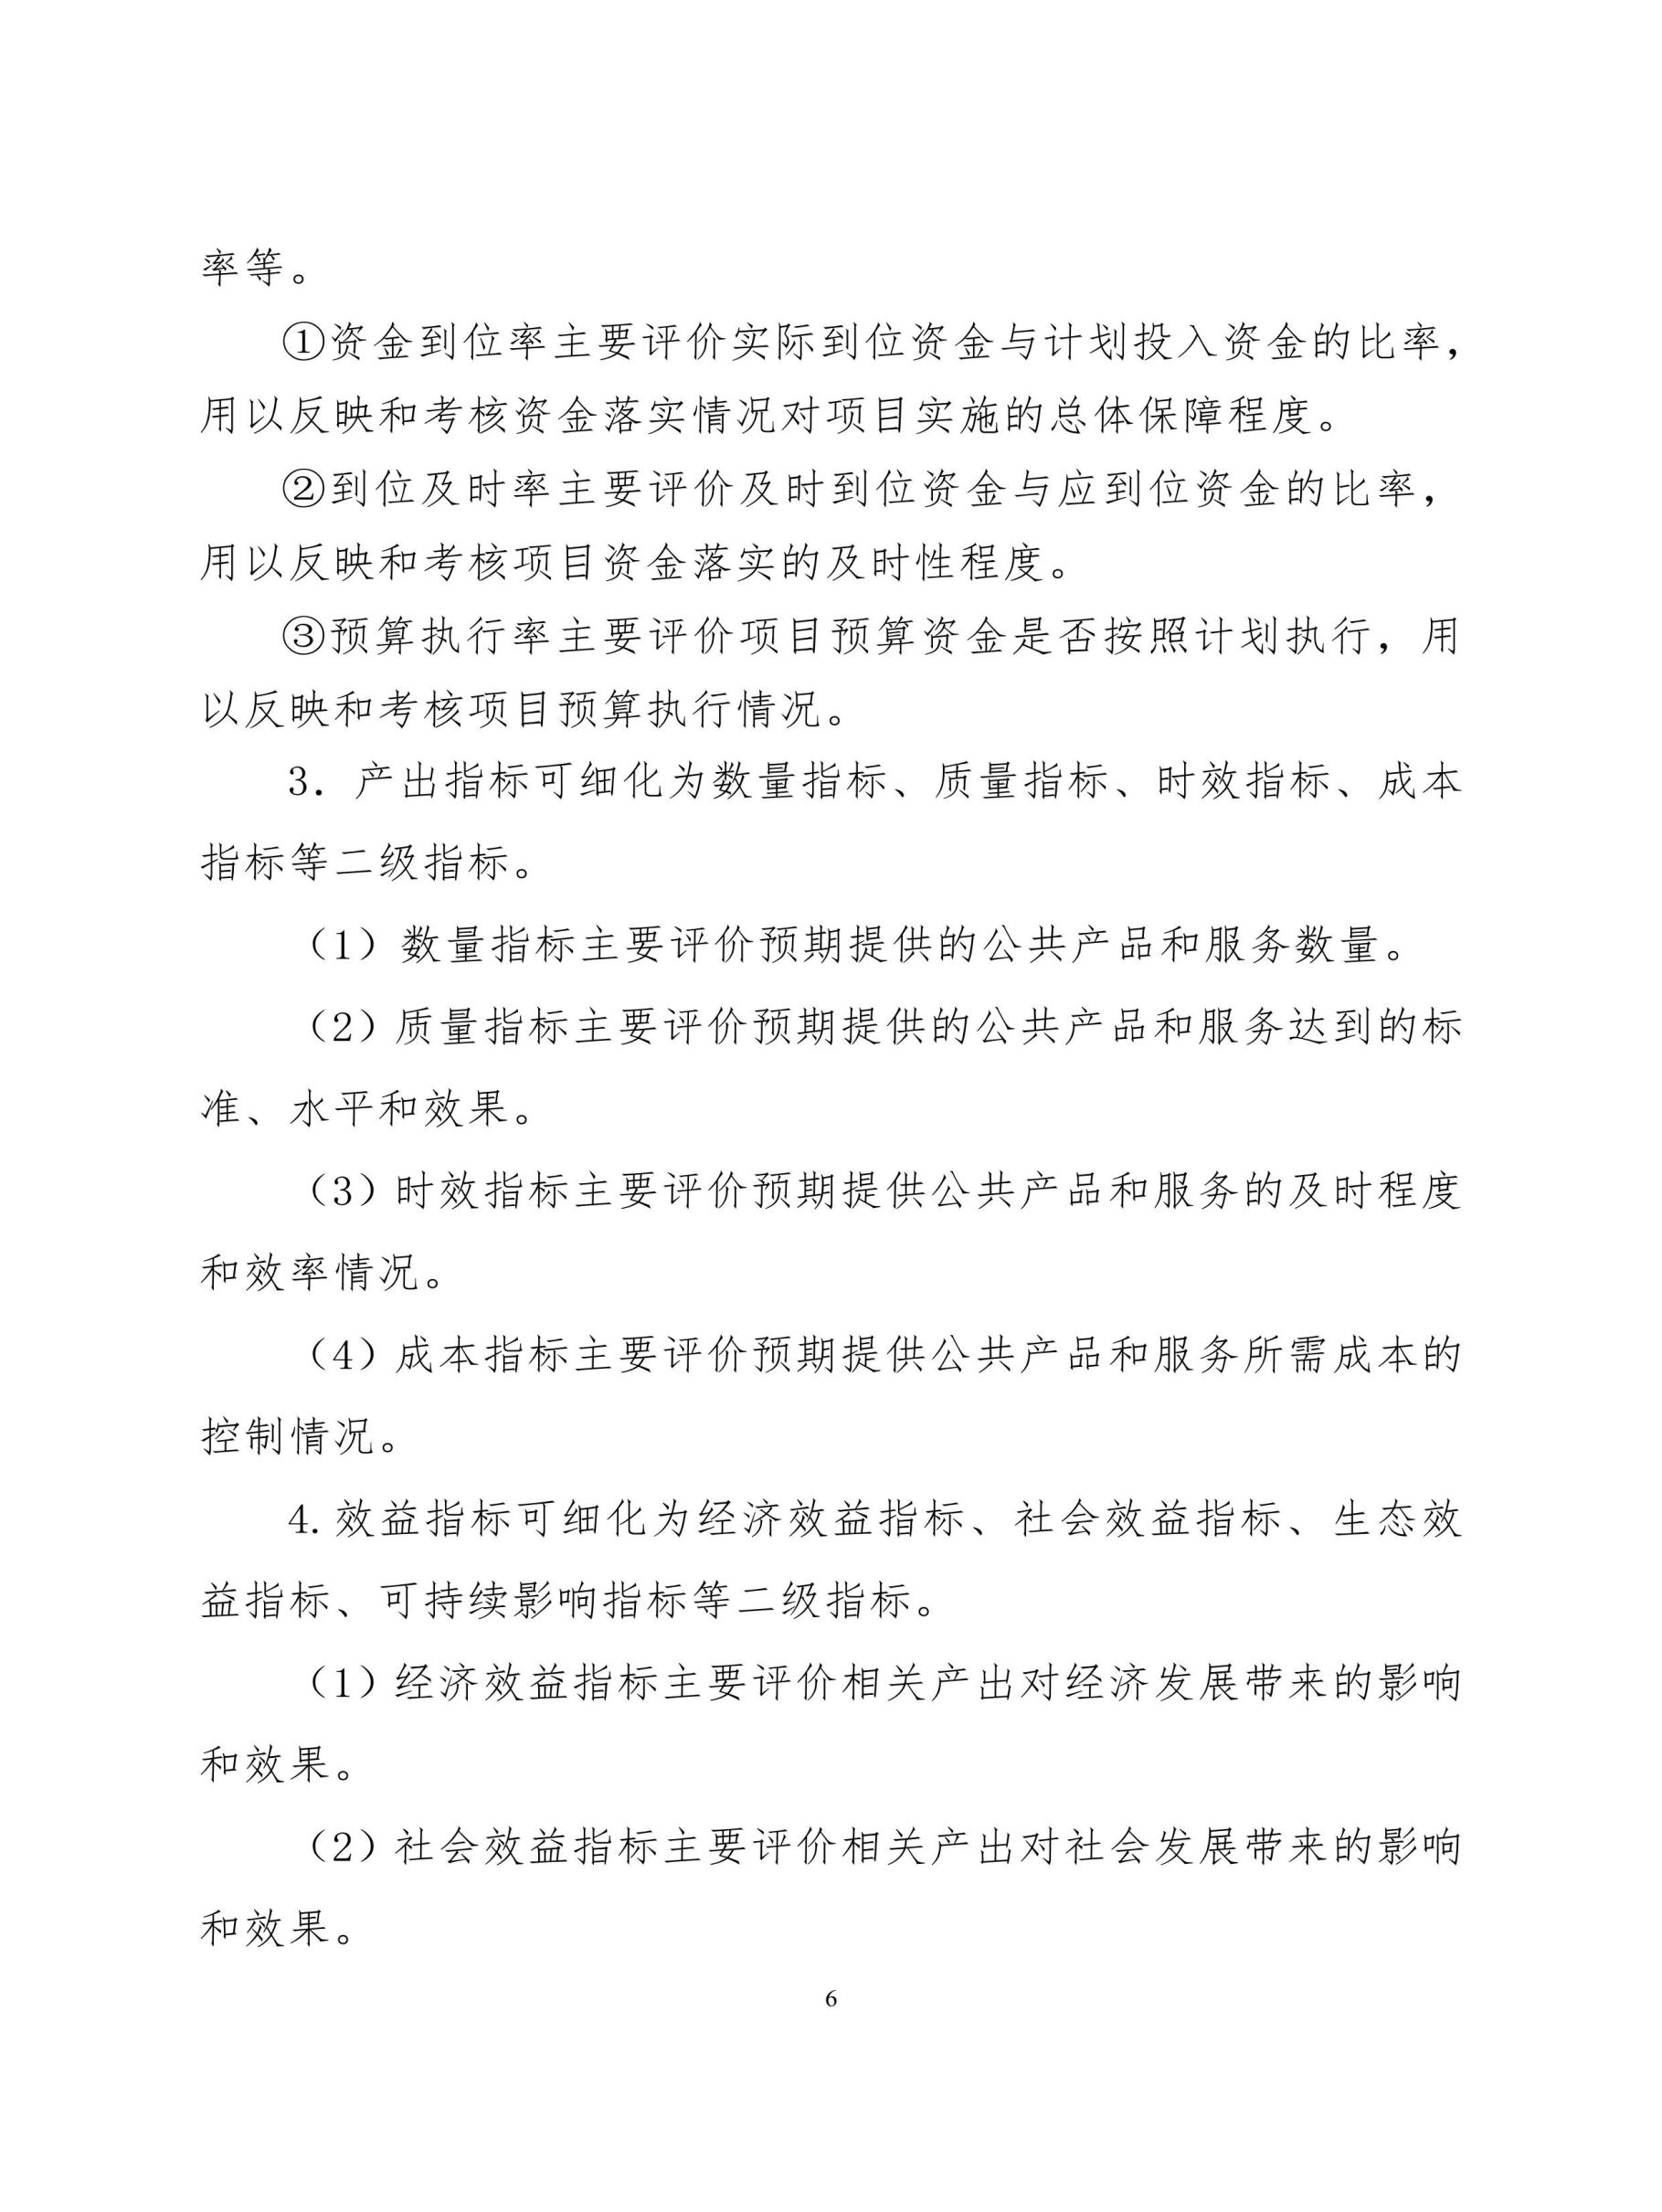 率等。
①资金到位率主要评价实际到位资金与计划投入资金的比率，
用以反映和考核资金落实情况对项目实施的总体保障程度。
②到位及时率主要评价及时到位资金与应到位资金的比率，
用以反映和考核项目资金落实的及时性程度。
③预算执行率主要评价项目预算资金是否按照计划执行，用
以反映和考核项目预算执行情况。
3．产出指标可细化为数量指标、质量指标、时效指标、成本
指标等二级指标。
（1）数量指标主要评价预期提供的公共产品和服务数量。
（2）质量指标主要评价预期提供的公共产品和服务达到的标
准、水平和效果。
（3）时效指标主要评价预期提供公共产品和服务的及时程度
和效率情况。
（4）成本指标主要评价预期提供公共产品和服务所需成本的
控制情况。
4.效益指标可细化为经济效益指标、社会效益指标、生态效
益指标、可持续影响指标等二级指标。
（1）经济效益指标主要评价相关产出对经济发展带来的影响
和效果。
（2）社会效益指标主要评价相关产出对社会发展带来的影响
和效果。
6